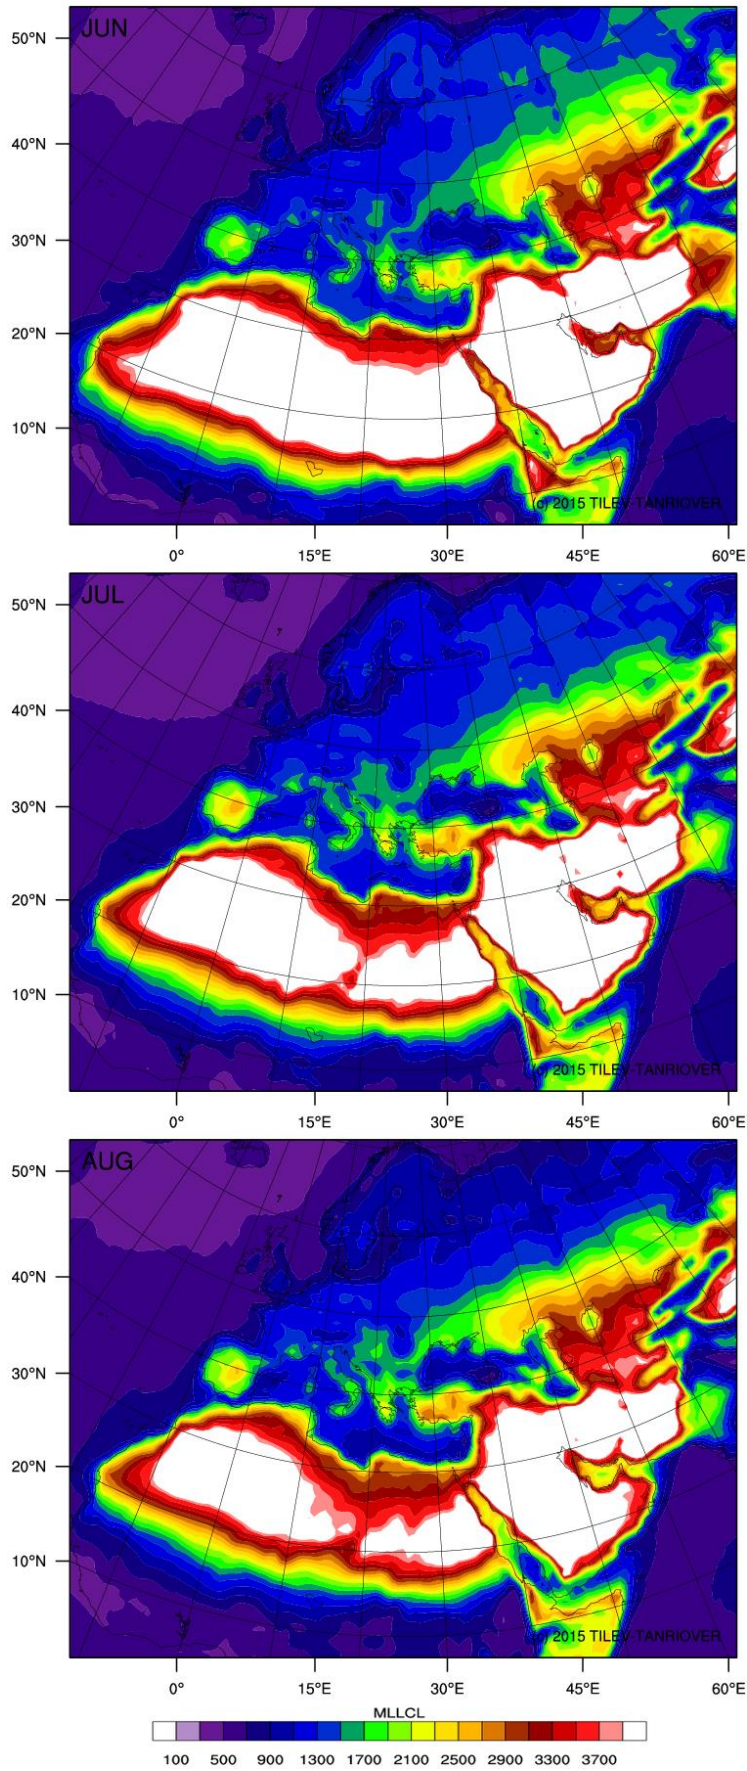 JUN
50°N
40°N
30°N
20°N
10°N
(c) 2015 TILEV-TANRIOVER
0° 15°E 30°E 45°E 60°E
JUL
50°N
40°N
30°N
20°N
10°N
(c) 2015 TILEV-TANRIOVER
0° 15°E 30°E 45°E 60°E
AUG
50°N
40°N
30°N
20°N
10°N
(c) 2015 TILEV-TANRIOVER
0° 15°E 30°E 45°E 60°E
MLLCL
100 500 900 1300 1700 2100 2500 2900 3300 3700